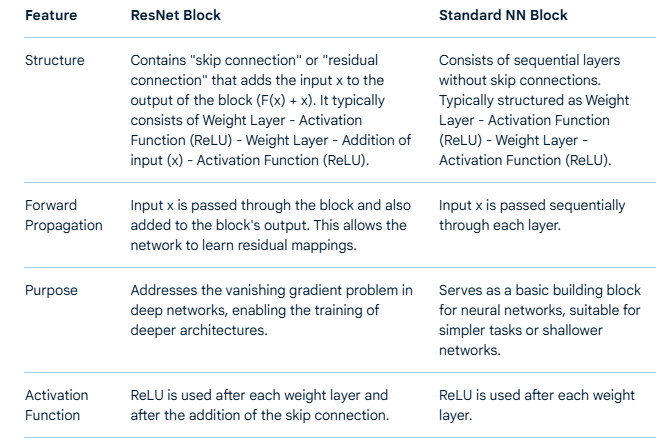 Feature ResNet Block Standard NN Block
Structure Contains "skip connection" or "residual Consists of sequential layers
connection" that adds the input x to the without skip connections.
output of the block (F(x) + x). It typically Typically structured as Weight
consists of Weight Layer - Activation Layer - Activation Function
Function (ReLU) - Weight Layer - Addition of (ReLU) - Weight Layer -
input (x) - Activation Function (ReLU). Activation Function (ReLU).
Forward Input x is passed through the block and also Input x is passed sequentially
Propagation added to the block's output. This allows the through each layer.
network to learn residual mappings.
Purpose Addresses the vanishing gradient problem in Serves as a basic building block
deep networks, enabling the training of for neural networks, suitable for
deeper architectures. simpler tasks or shallower
networks.
Activation ReLU is used after each weight layer and ReLU is used after each weight
Function after the addition of the skip connection. layer.